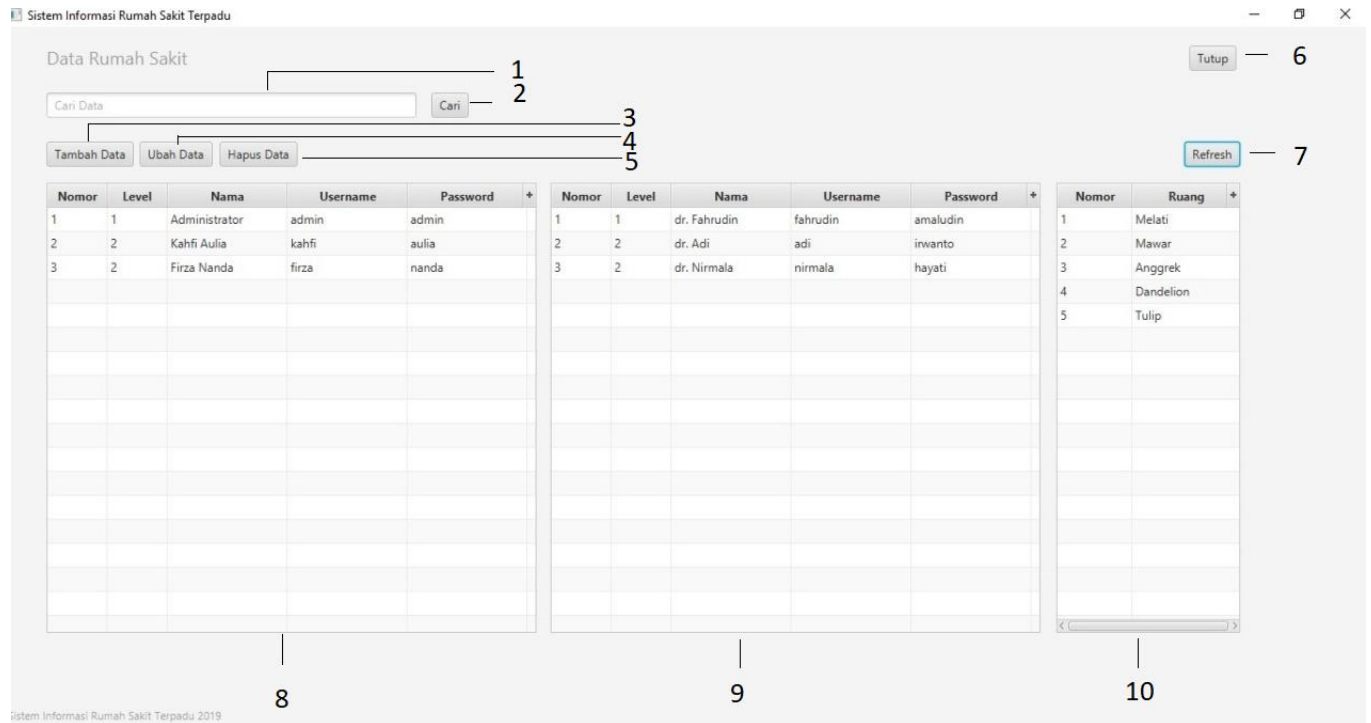 Sistem Informasi Rumah Sakit Terpadu
Data Rumah Sakit
Tutup
6
1
Cari Data
Cari
2
3
4
5
Tambah Data Ubah Data Hapus Data
Refresh
7
Nomor Level Nama Username Password + Nomor Level Nama Username Password + Nomor Ruang +
1 1 Administrator admin admin 1 1 dr. Fahrudin fahrudin amaludin 1 Melati
2 2 Kahfi Aulia kahfi aulia 2 2 dr. Adi adi irwanto 2 Mawar
3 2 Firza Nanda firza nanda 3 2 dr. Nirmala nirmala hayati 3 Anggrek
4 Dandelion
5 Tulip
8
9
10
Sistem Informasi Rumah Sakit Terpadu 2019